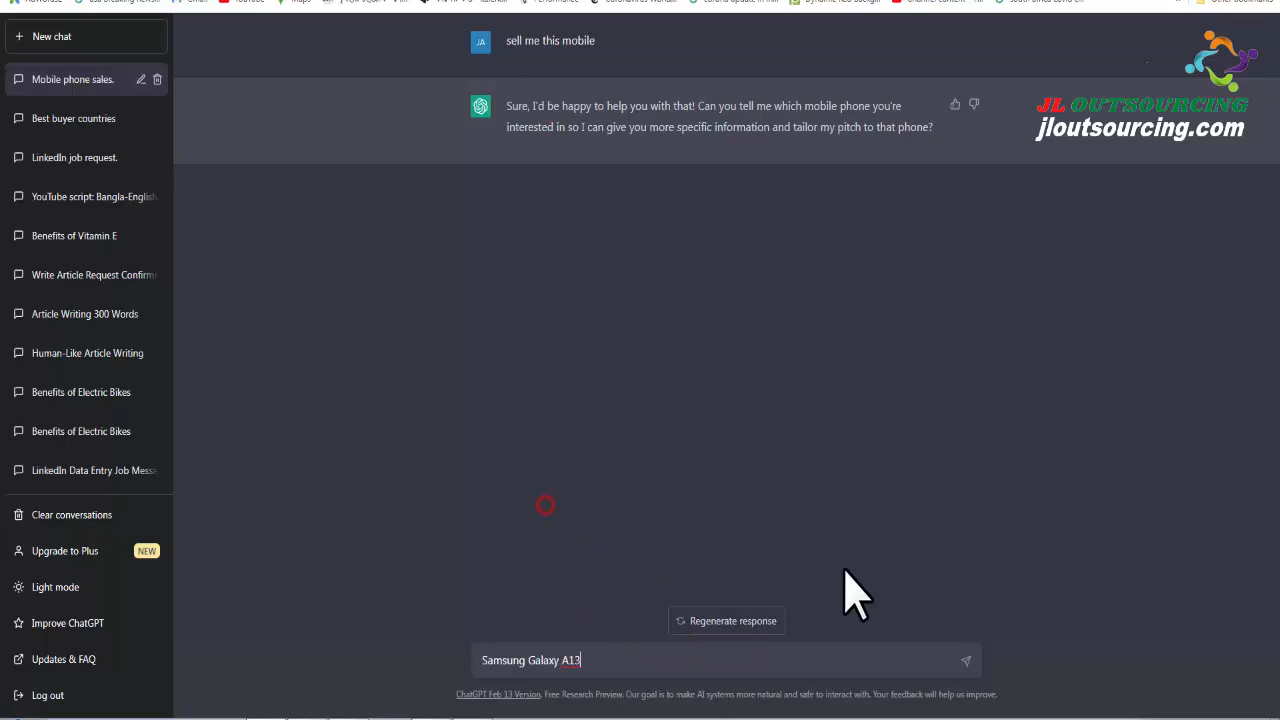 New chat
Mobile phone sales.
Best buyer countries
LinkedIn job request.
YouTube script: Bangla-English
Benefits of Vitamin E
Write Article Request Confirma
Article Writing 300 Words
Human-Like Article Writing
Benefits of Electric Bikes
Benefits of Electric Bikes
LinkedIn Data Entry Job Messa
Clear conversations
Upgrade to Plus NEW
Light mode
Improve ChatGPT
Updates & FAQ
Log out
JA sell me this mobile
Sure, I'd be happy to help you with that! Can you tell me which mobile phone you're
interested in so I can give you more specific information and tailor my pitch to that phone?
JL OUTSOURCING
jloutsourcing.com
Regenerate response
Samsung Galaxy A13
ChatGPT Feb 13 Version. Free Research Preview. Our goal is to make AI systems more natural and safe to interact with. Your feedback will help us improve.